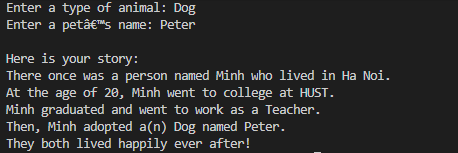 Enter a type of animal: Dog
Enter a petâ€™s name: Peter
Here is your story:
There once was a person named Minh who lived in Ha Noi.
At the age of 20, Minh went to college at HUST.
Minh graduated and went to work as a Teacher.
Then, Minh adopted a(n) Dog named Peter.
They both lived happily ever after!